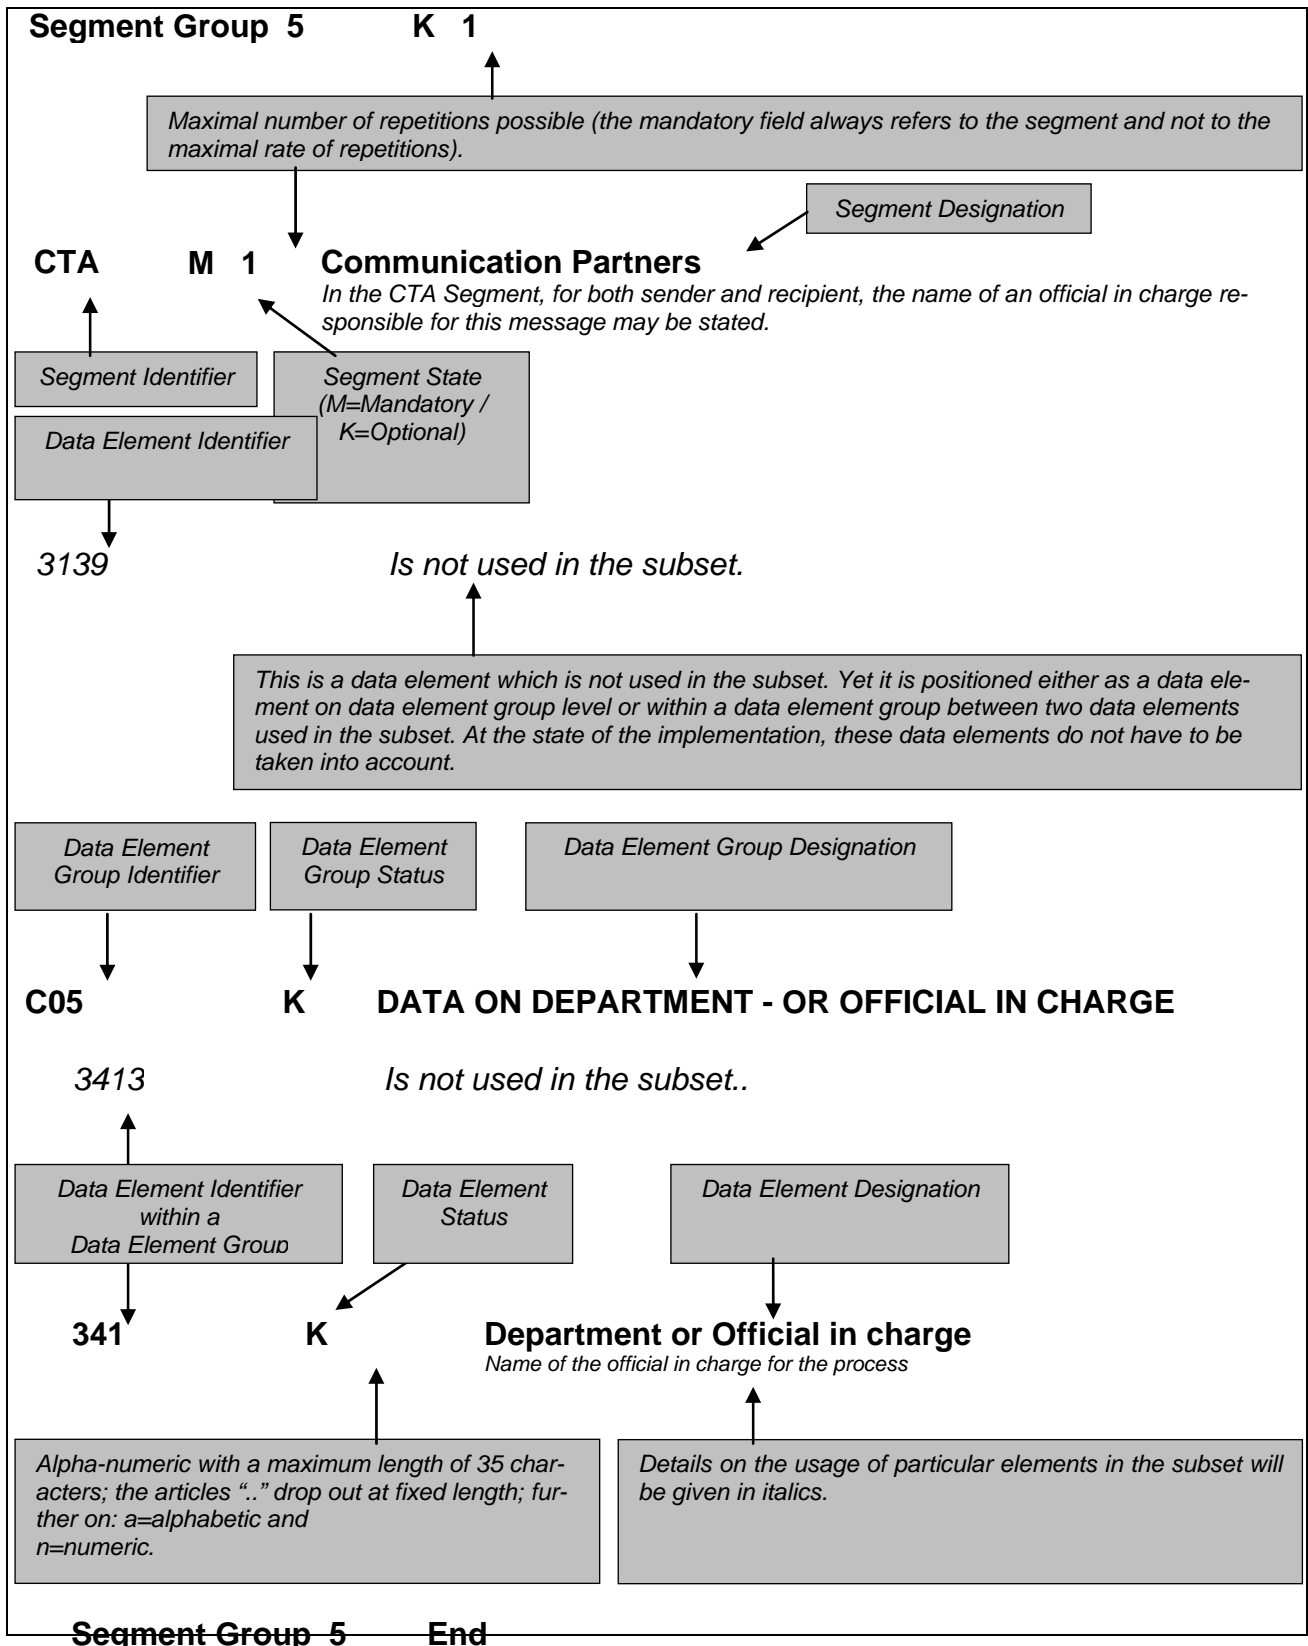 Segment Group 5 K 1
Maximal number of repetitions possible (the mandatory field always refers to the segment and not to the
maximal rate of repetitions).
Segment Designation
CTA M 1 Communication Partners
In the CTA Segment, for both sender and recipient, the name of an official in charge re-
sponsible for this message may be stated.
Segment Identifier
Segment State
(M=Mandatory /
K=Optional)
Data Element Identifier
3139 Is not used in the subset.
This is a data element which is not used in the subset. Yet it is positioned either as a data ele-
ment on data element group level or within a data element group between two data elements
used in the subset. At the state of the implementation, these data elements do not have to be
taken into account.
Data Element
Group Identifier
Data Element
Group Status
Data Element Group Designation
C05 K DATA ON DEPARTMENT - OR OFFICIAL IN CHARGE
3413 Is not used in the subset..
Data Element Identifier
within a
Data Element Group
Data Element
Status
Data Element Designation
341 K Department or Official in charge
Name of the official in charge for the process
Alpha-numeric with a maximum length of 35 char-
acters; the articles “..” drop out at fixed length; fur-
ther on: a=alphabetic and
n=numeric.
Details on the usage of particular elements in the subset will
be given in italics.
Segment Group 5 End